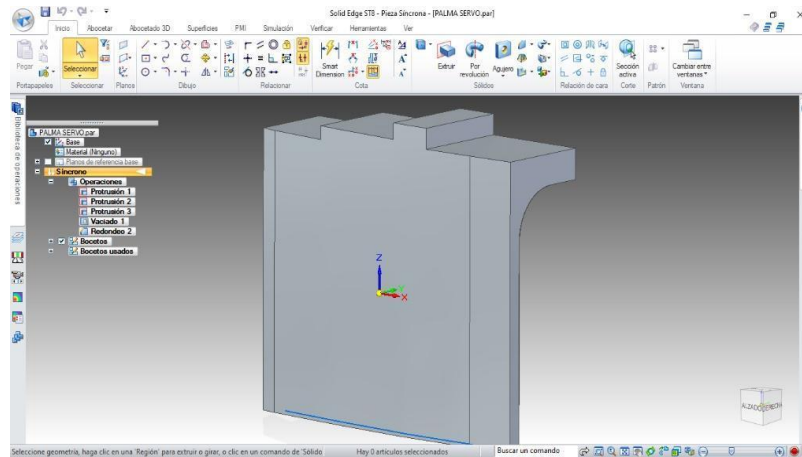 Solid Edge ST8 - Pieza Síncrona - [PALMA SERVO.par]
Inicio Abocetar Abocetado 3D Superficies PMI Simulación Verificar Herramientas Ver
Pegar
Seleccionar
Smart
Dimension
Extruir
Por
revolución
Agujero
Sección
activa
Cambiar entre
ventanas
Portapapeles Seleccionar Planos Dibujo Relacionar Cota Sólidos Relación de cara Corte Patrón Ventana
Biblioteca de operaciones
PALMA SERVO.par
Base
Material (Ninguno)
Planos de referencia base
Síncrono
Operaciones
Protrusión 1
Protrusión 2
Protrusión 3
Vaciado 1
Redondeo 2
Bocetos
Bocetos usados
Z
Y
X
ALZADO DERECHA
Seleccione geometría, haga clic en una 'Región' para extruir o girar, o clic en un comando de 'Sólido Hay 0 artículos seleccionados Buscar un comando